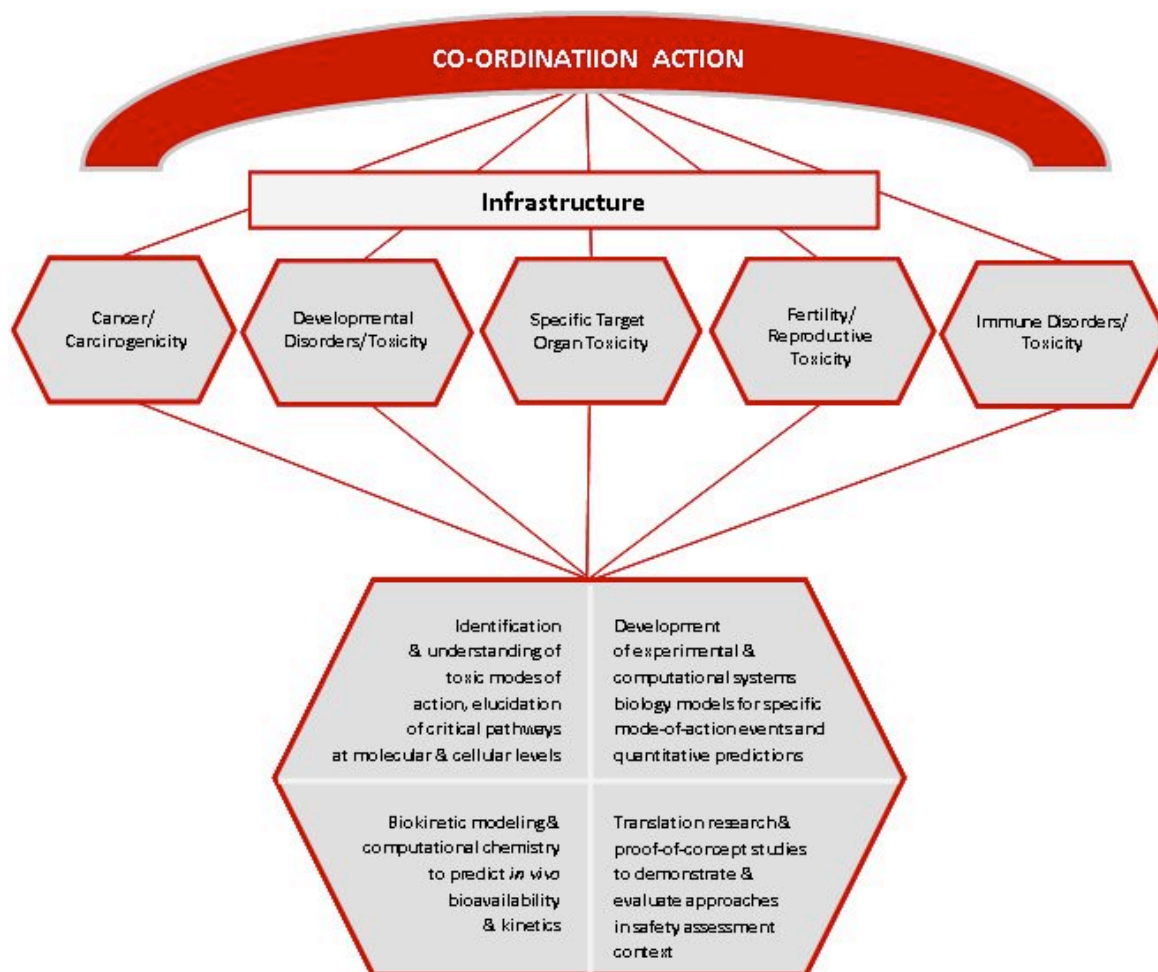 CO-ORDINATIION ACTION
Infrastructure
Cancer/
Carcinogenicity
Developmental
Disorders/Toxicity
Specific Target
Organ Toxicity
Fertility/
Reproductive
Toxicity
Immune Disorders/
Toxicity
Identification
& understanding of
toxic modes of
action, elucidation
of critical pathways
at molecular & cellular levels
Development
of experimental &
computational systems
biology models for specific
mode-of-action events and
quantitative predictions
Biokinetic modeling &
computational chemistry
to predict in vivo
bioavailability
& kinetics
Translation research &
proof-of-concept studies
to demonstrate &
evaluate approaches
in safety assessment
context